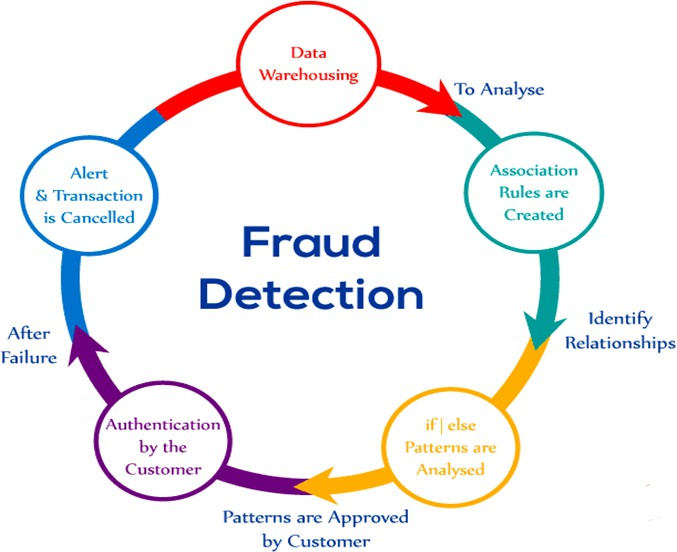 Data
Warehousing
To Analyse
Association
Rules are
Created
Identify
Relationships
if|else
Patterns are
Analysed
Patterns are Approved
by Customer
Authentication
by the
Customer
After
Failure
Alert
& Transaction
is Cancelled
Fraud
Detection